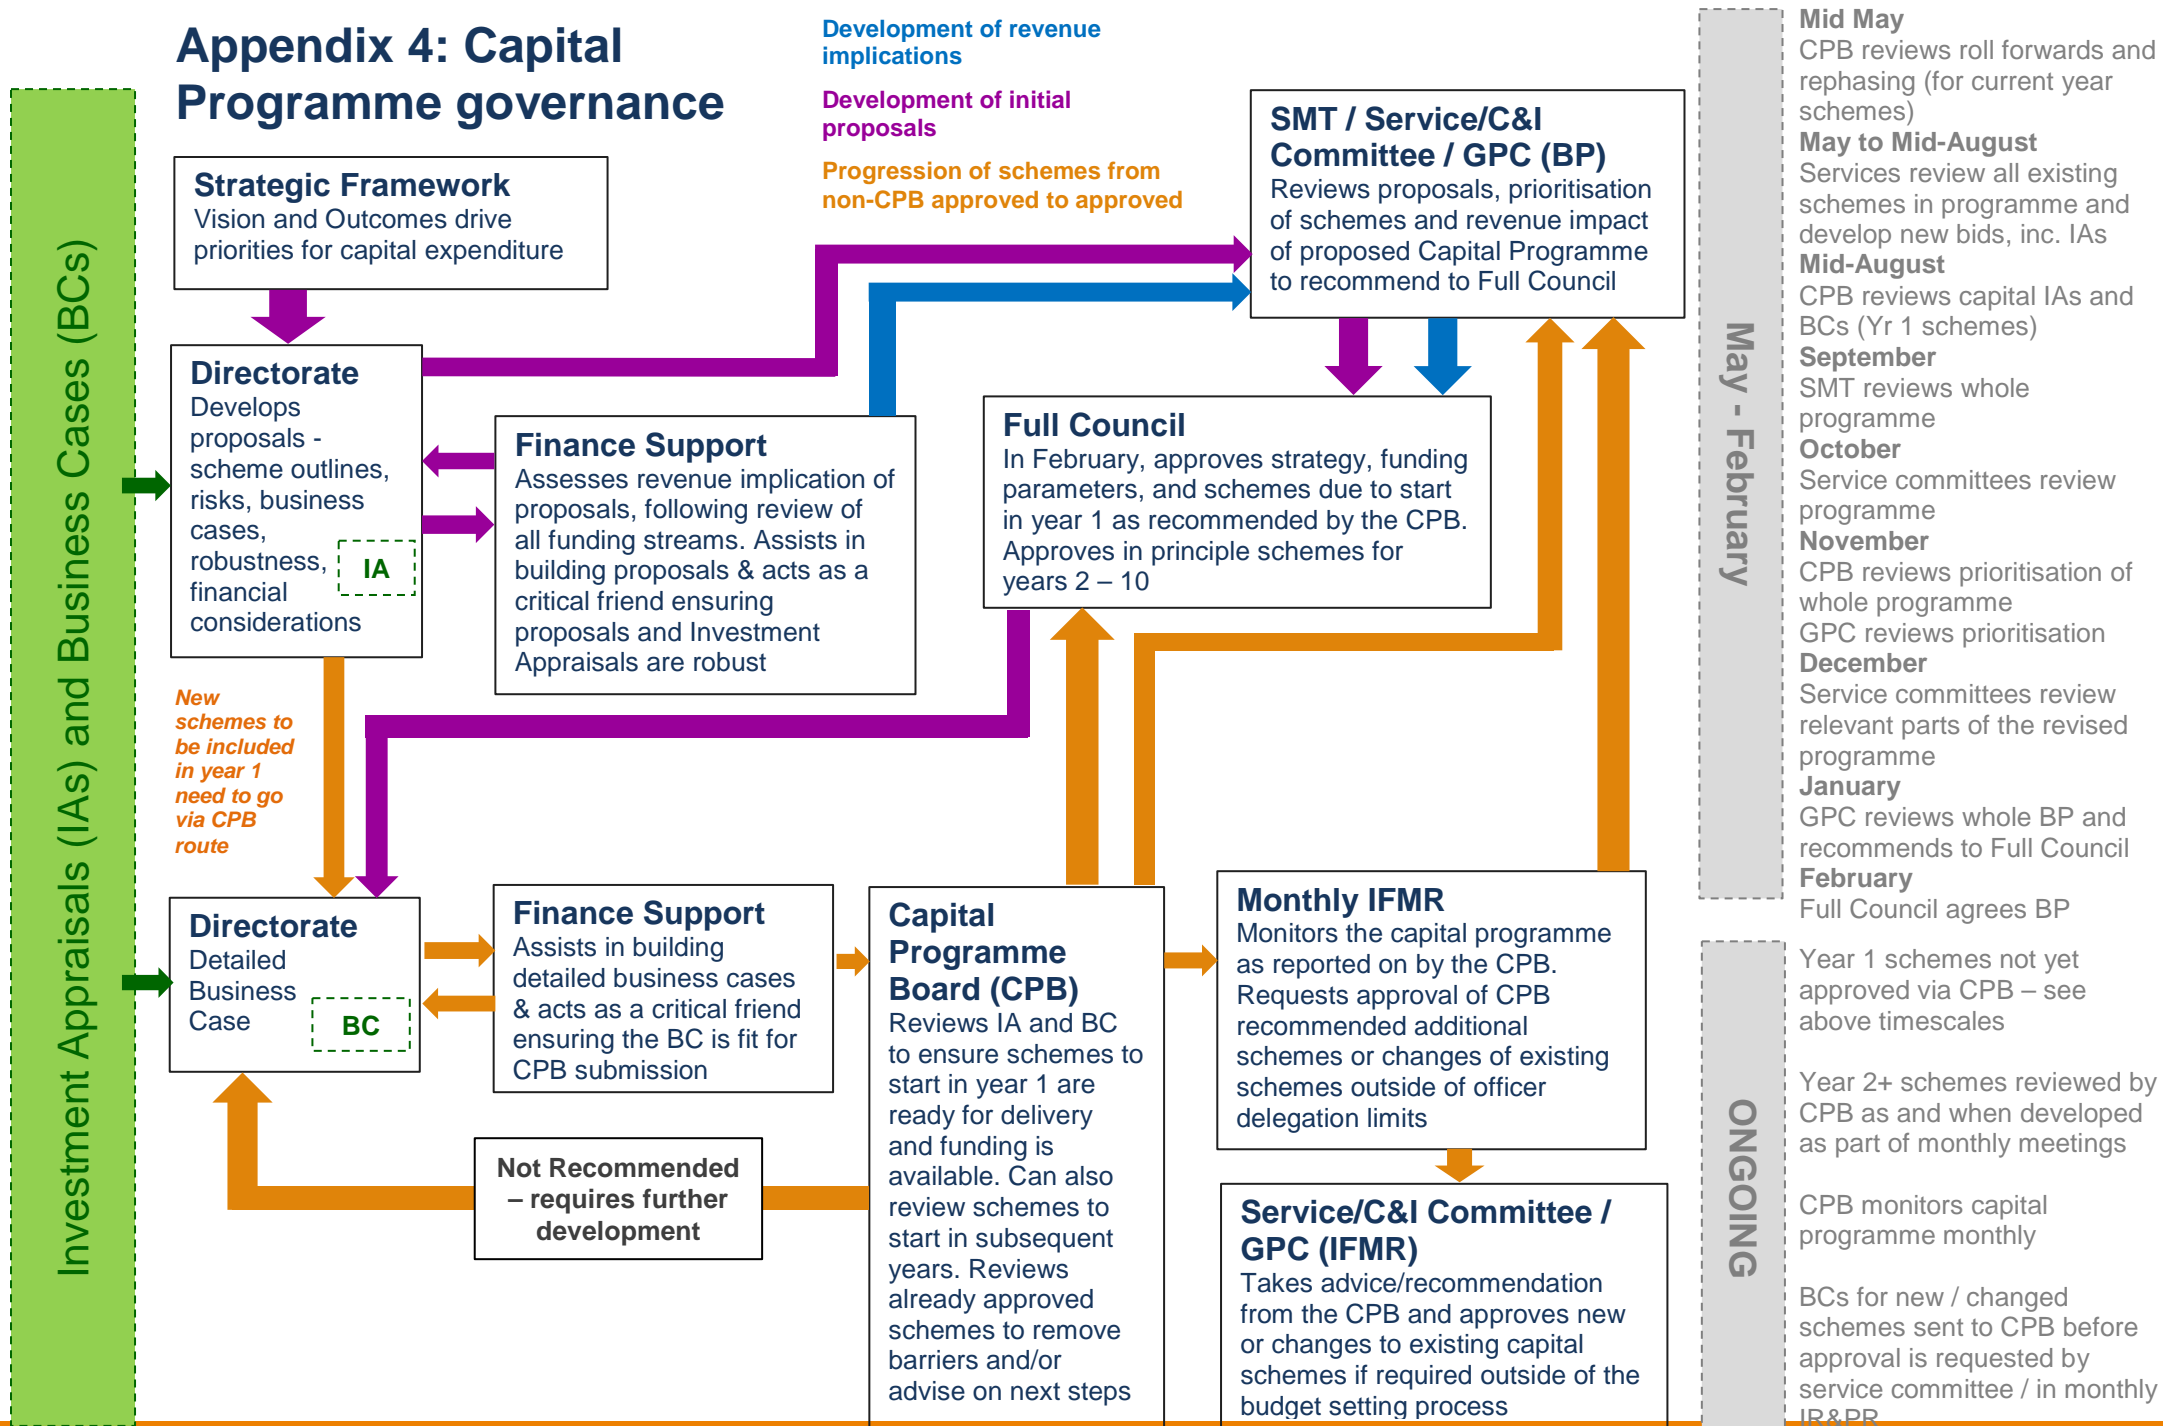 Appendix 4: Capital
Programme governance
Development of revenue
implications
Development of initial
proposals
Progression of schemes from
non-CPB approved to approved
Investment Appraisals (IAs) and Business Cases (BCs)
Strategic Framework
Vision and Outcomes drive
priorities for capital expenditure
SMT / Service/C&I
Committee / GPC (BP)
Reviews proposals, prioritisation
of schemes and revenue impact
of proposed Capital Programme
to recommend to Full Council
Directorate
Develops
proposals -
scheme outlines,
risks, business
cases,
robustness,
financial
considerations
IA
Finance Support
Assesses revenue implication of
proposals, following review of
all funding streams. Assists in
building proposals & acts as a
critical friend ensuring
proposals and Investment
Appraisals are robust
Full Council
In February, approves strategy, funding
parameters, and schemes due to start
in year 1 as recommended by the CPB.
Approves in principle schemes for
years 2 – 10
New
schemes to
be included
in year 1
need to go
via CPB
route
Directorate
Detailed
Business
Case
BC
Finance Support
Assists in building
detailed business cases
& acts as a critical friend
ensuring the BC is fit for
CPB submission
Not Recommended
– requires further
development
Capital
Programme
Board (CPB)
Reviews IA and BC
to ensure schemes to
start in year 1 are
ready for delivery
and funding is
available. Can also
review schemes to
start in subsequent
years. Reviews
already approved
schemes to remove
barriers and/or
advise on next steps
Monthly IFMR
Monitors the capital programme
as reported on by the CPB.
Requests approval of CPB
recommended additional
schemes or changes of existing
schemes outside of officer
delegation limits
Service/C&I Committee /
GPC (IFMR)
Takes advice/recommendation
from the CPB and approves new
or changes to existing capital
schemes if required outside of the
budget setting process
May - February
Mid May
CPB reviews roll forwards and
rephasing (for current year
schemes)
May to Mid-August
Services review all existing
schemes in programme and
develop new bids, inc. IAs
Mid-August
CPB reviews capital IAs and
BCs (Yr 1 schemes)
September
SMT reviews whole
programme
October
Service committees review
programme
November
CPB reviews prioritisation of
whole programme
GPC reviews prioritisation
December
Service committees review
relevant parts of the revised
programme
January
GPC reviews whole BP and
recommends to Full Council
February
Full Council agrees BP
ONGOING
Year 1 schemes not yet
approved via CPB – see
above timescales
Year 2+ schemes reviewed by
CPB as and when developed
as part of monthly meetings
CPB monitors capital
programme monthly
BCs for new / changed
schemes sent to CPB before
approval is requested by
service committee / in monthly
IR&PR